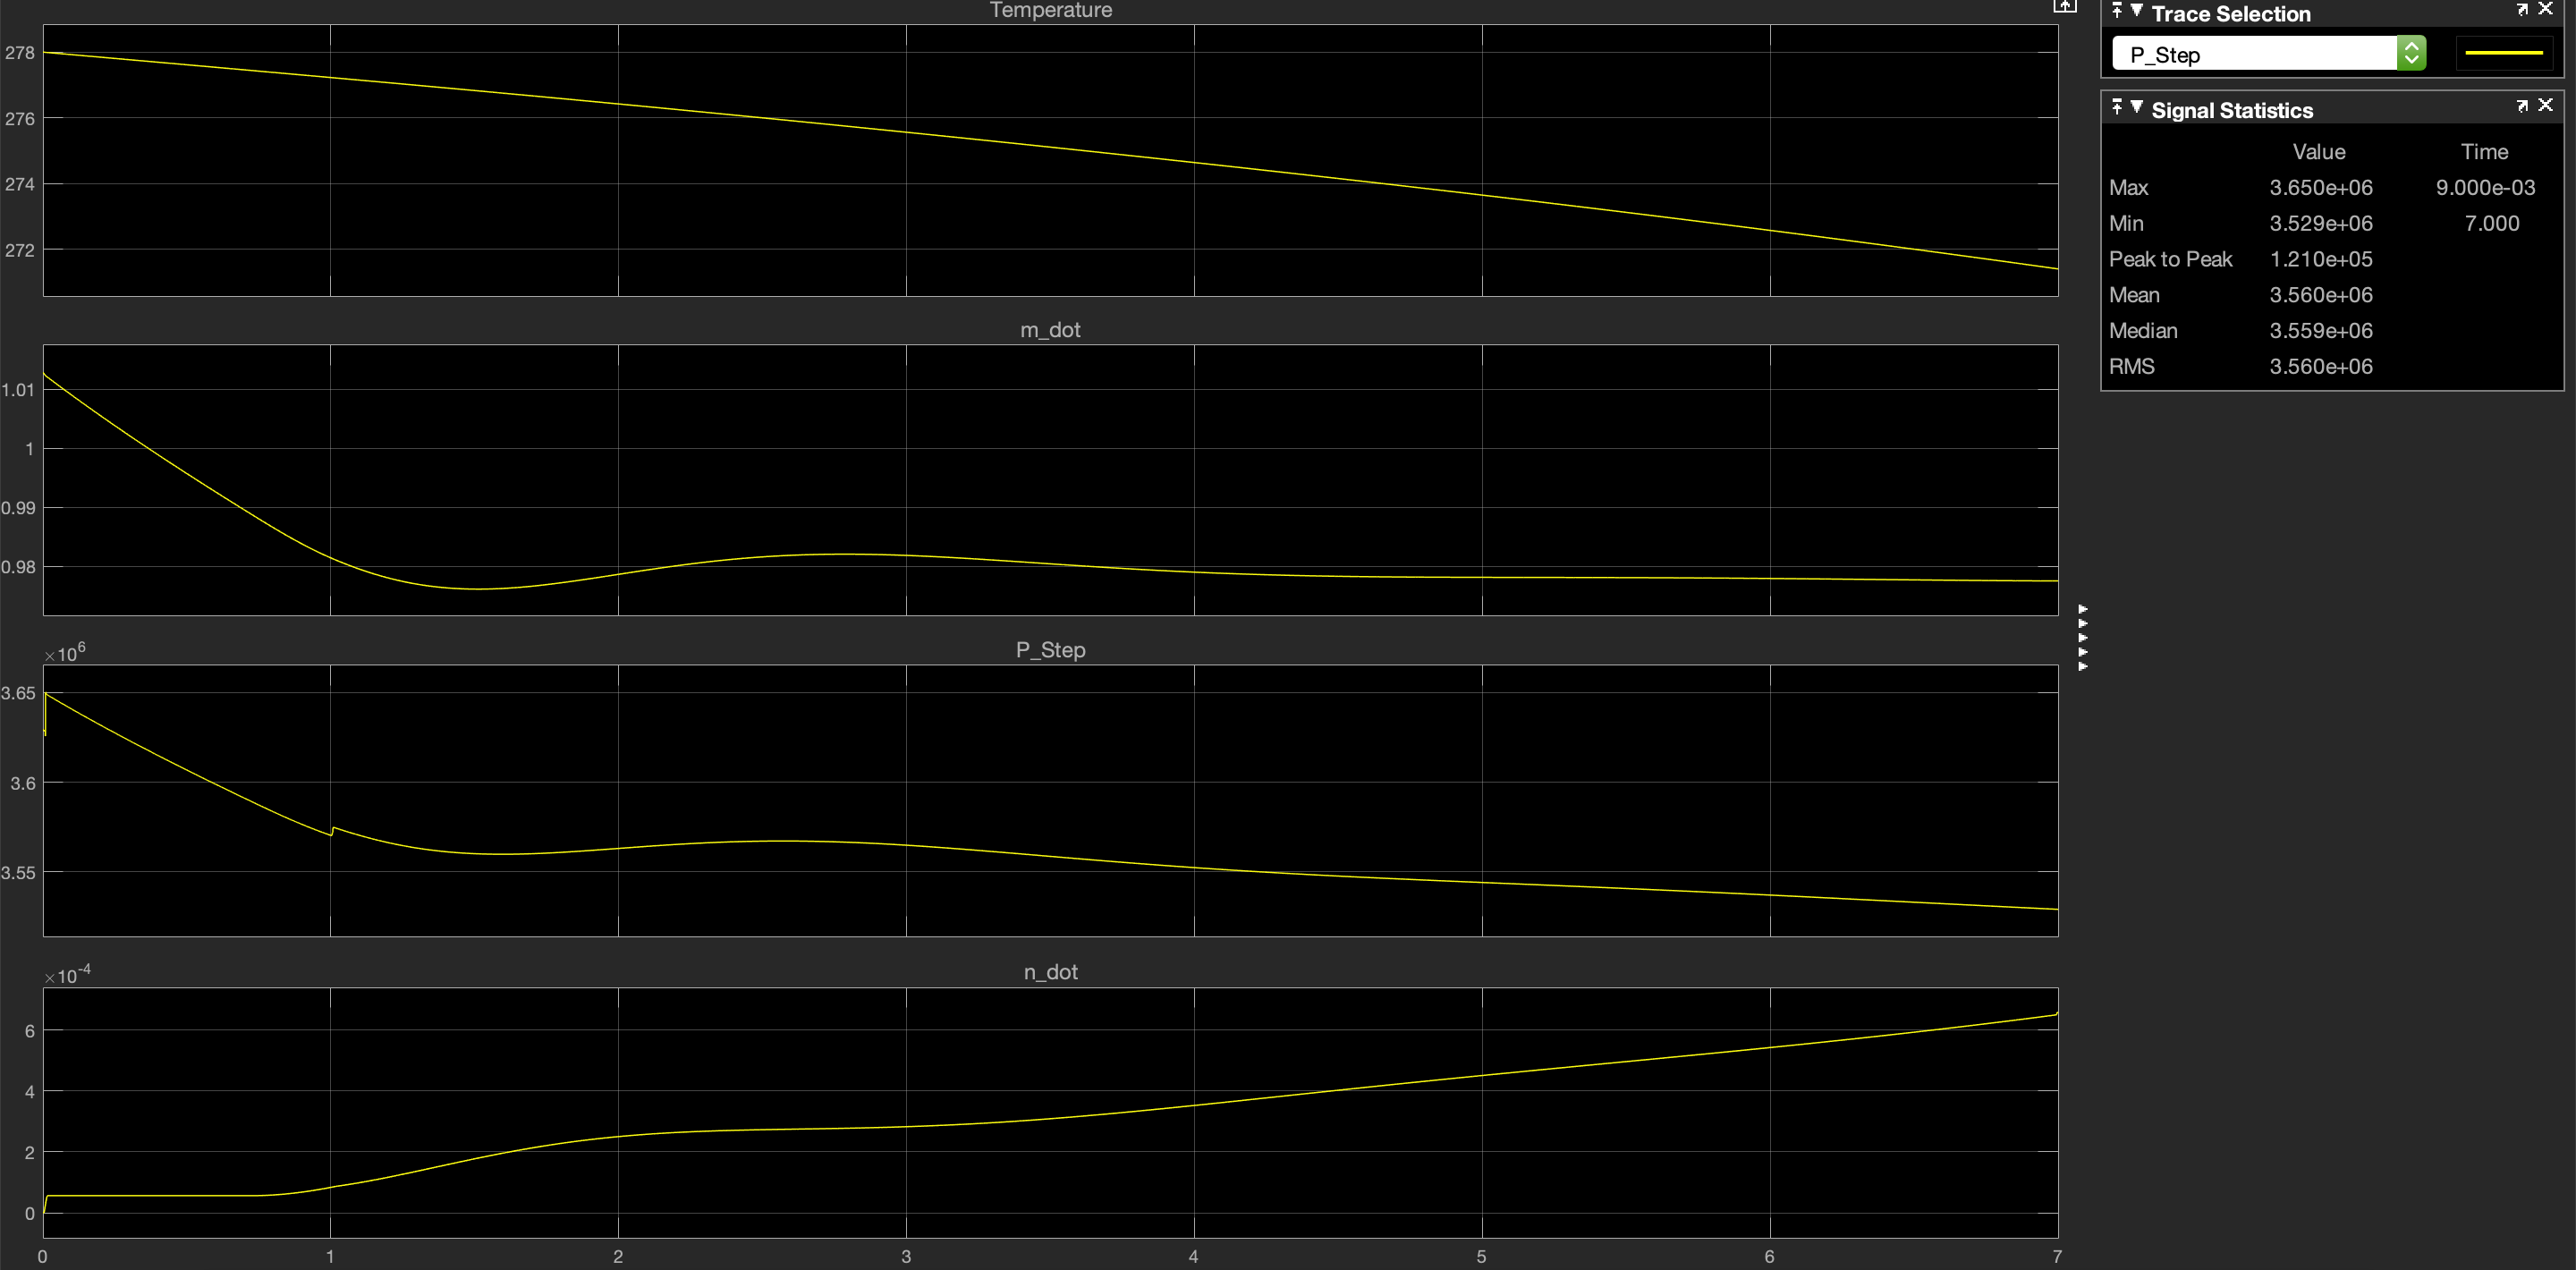 Temperature
278
276
274
272
m_dot
1.01
1
0.99
0.98
×10^6
P_Step
3.65
3.6
3.55
×10^-4
n_dot
6
4
2
0
0 1 2 3 4 5 6 7
Trace Selection
P_Step
Signal Statistics
Value Time
Max 3.650e+06 9.000e-03
Min 3.529e+06 7.000
Peak to Peak 1.210e+05
Mean 3.560e+06
Median 3.559e+06
RMS 3.560e+06